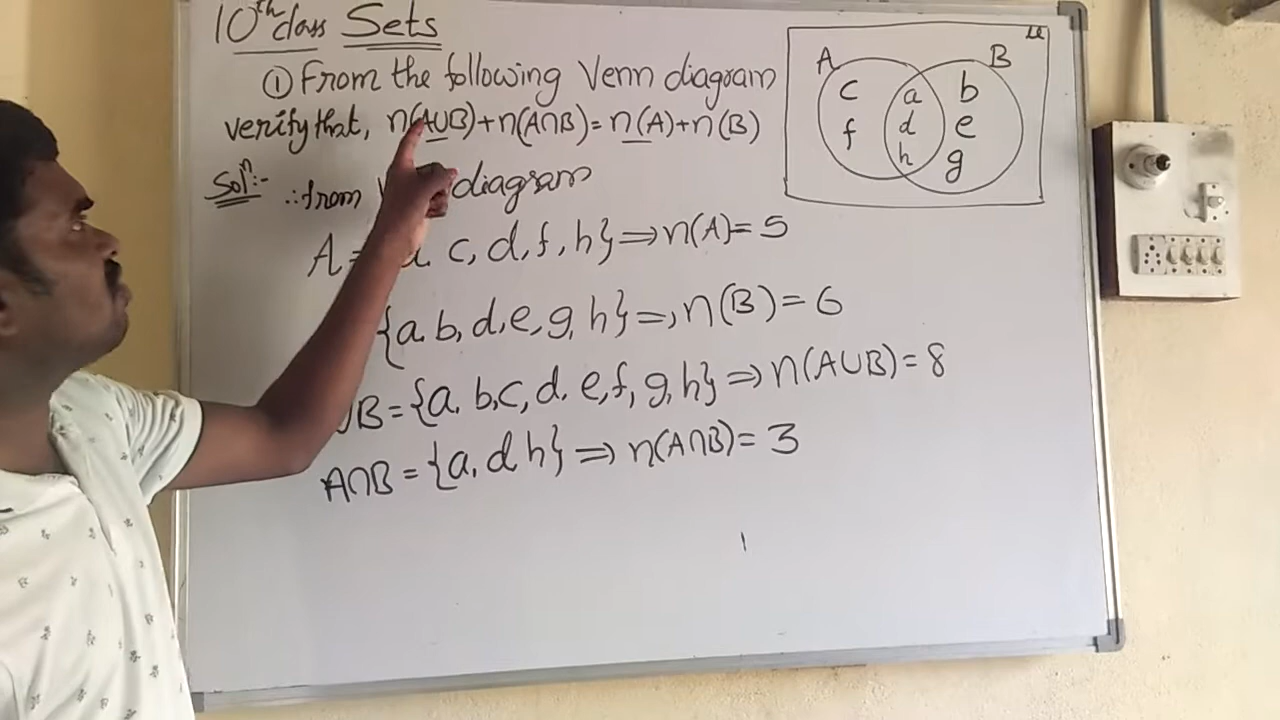 10th class Sets
① From the following Venn diagram
verify that, n(A∪B)+n(A∩B)=n(A)+n(B)
Solⁿ:- ∴from diagram
A= c, d, f, h}⇒n(A)=5
{a. b, d, e, g, h}⇒n(B)=6
∪B={a. b,c, d. e,f, g, h}⇒n(A∪B)=8
A∩B={a, d h}⇒n(A∩B)=3
A B u
c a b
f d e
h g